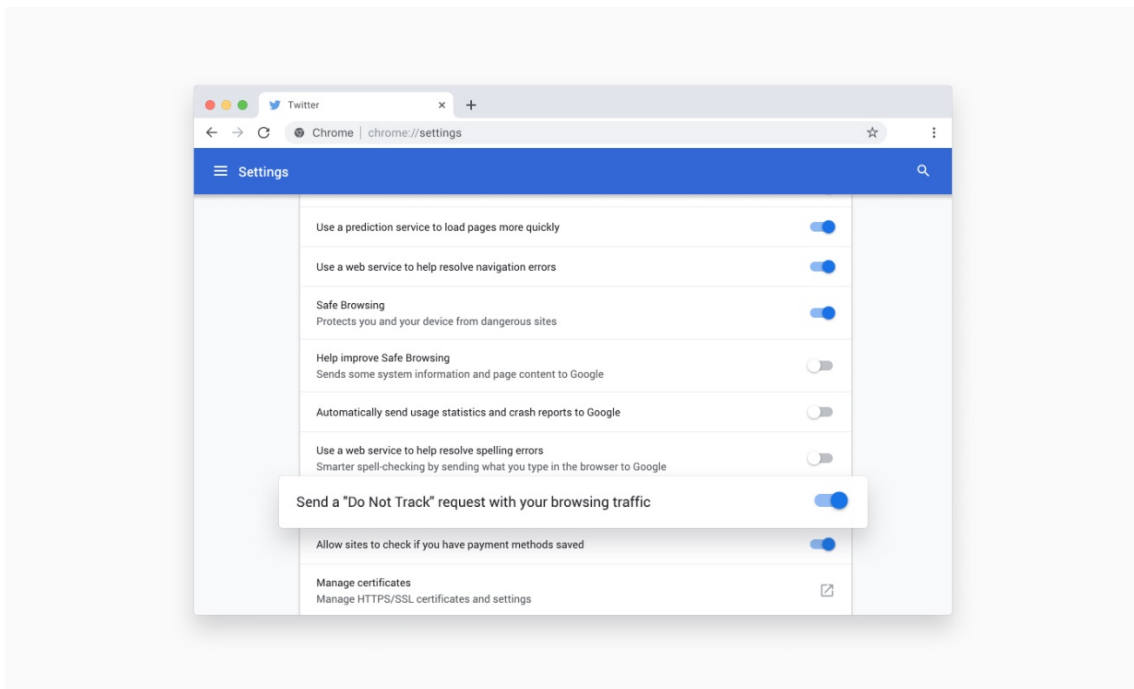 Twitter
Chrome | chrome://settings
Settings
Use a prediction service to load pages more quickly
Use a web service to help resolve navigation errors
Safe Browsing
Protects you and your device from dangerous sites
Help improve Safe Browsing
Sends some system information and page content to Google
Automatically send usage statistics and crash reports to Google
Use a web service to help resolve spelling errors
Smarter spell-checking by sending what you type in the browser to Google
Send a "Do Not Track" request with your browsing traffic
Allow sites to check if you have payment methods saved
Manage certificates
Manage HTTPS/SSL certificates and settings